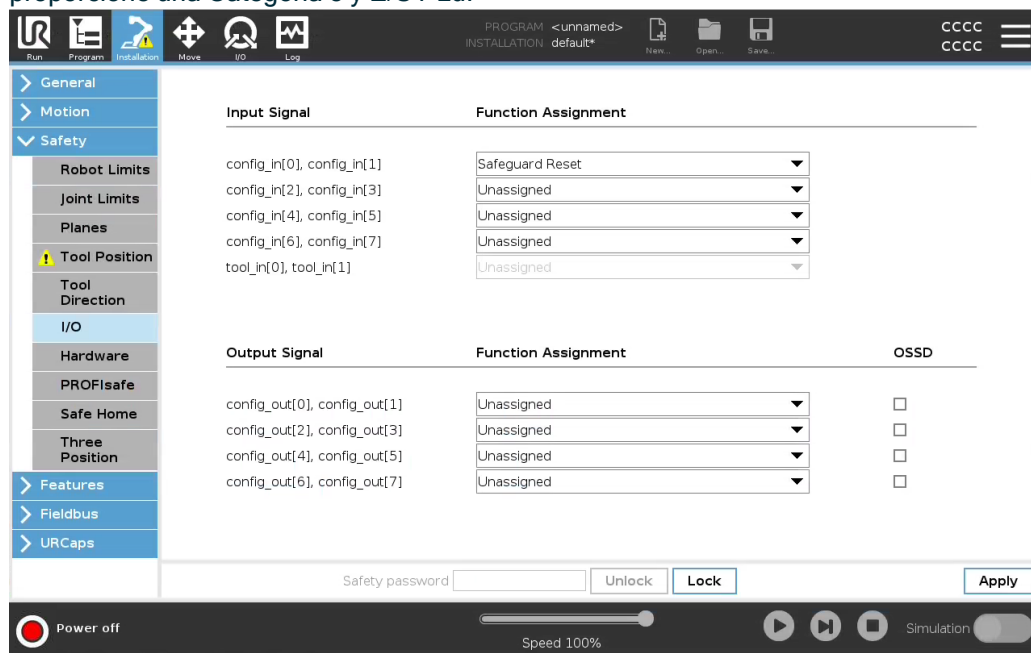 PROGRAM <unnamed>
INSTALLATION default*
CCCC
CCCC
UR
Run Program Installation Move I/O Log New... Open... Save...
General
Motion
Safety
Robot Limits
Joint Limits
Planes
Tool Position
Tool
Direction
I/O
Hardware
PROFIsafe
Safe Home
Three
Position
Features
Fieldbus
URCaps
Input Signal Function Assignment
config_in[0], config_in[1] Safeguard Reset
config_in[2], config_in[3] Unassigned
config_in[4], config_in[5] Unassigned
config_in[6], config_in[7] Unassigned
tool_in[0], tool_in[1] Unassigned
Output Signal Function Assignment OSSD
config_out[0], config_out[1] Unassigned
config_out[2], config_out[3] Unassigned
config_out[4], config_out[5] Unassigned
config_out[6], config_out[7] Unassigned
Safety password Unlock Lock Apply
Power off Speed 100% Simulation